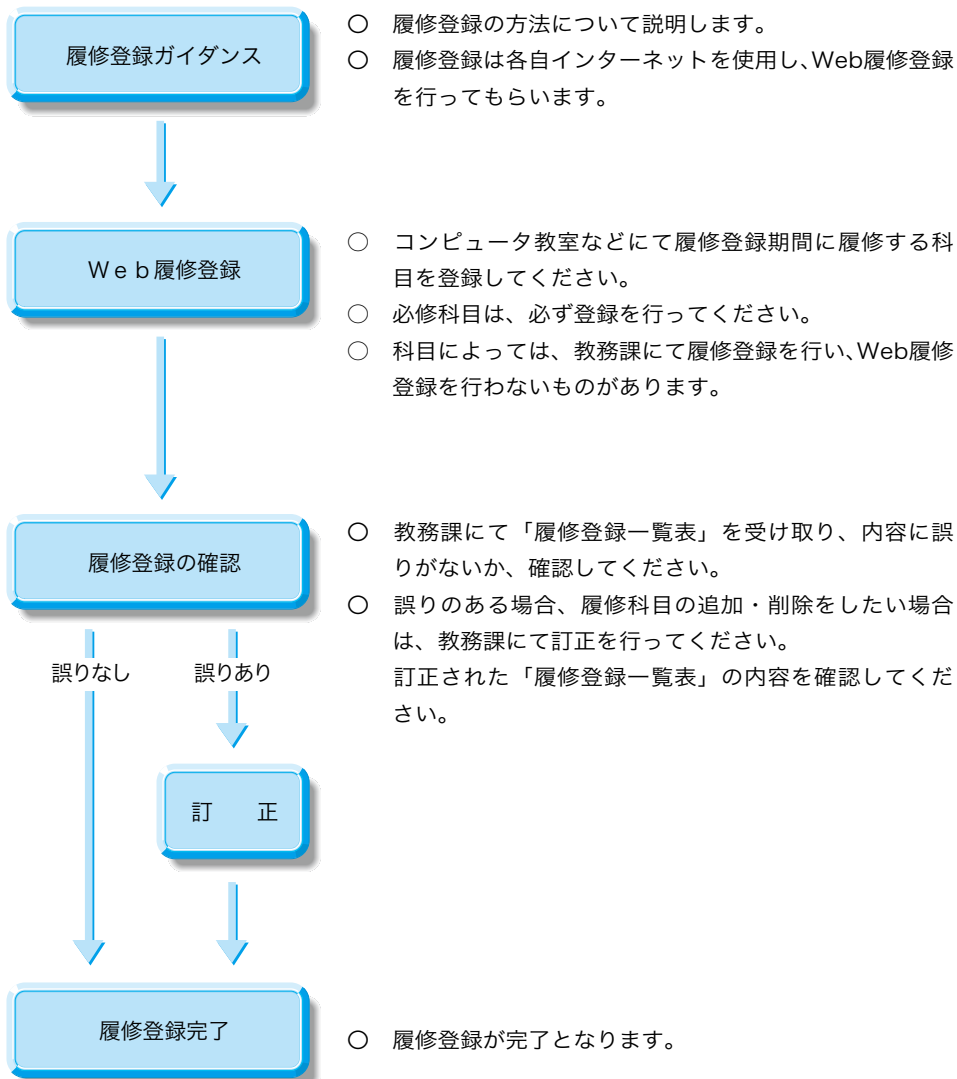 履修登録ガイダンス
○ 履修登録の方法について説明します。
○ 履修登録は各自インターネットを使用し、Web履修登録
を行ってもらいます。
Ｗｅｂ履修登録
○ コンピュータ教室などにて履修登録期間に履修する科
目を登録してください。
○ 必修科目は、必ず登録を行ってください。
○ 科目によっては、教務課にて履修登録を行い、Web履修
登録を行わないものがあります。
履修登録の確認
○ 教務課にて「履修登録一覧表」を受け取り、内容に誤
りがないか、確認してください。
○ 誤りのある場合、履修科目の追加・削除をしたい場合
は、教務課にて訂正を行ってください。
訂正された「履修登録一覧表」の内容を確認してくだ
さい。
誤りなし
誤りあり
訂　正
履修登録完了
○ 履修登録が完了となります。